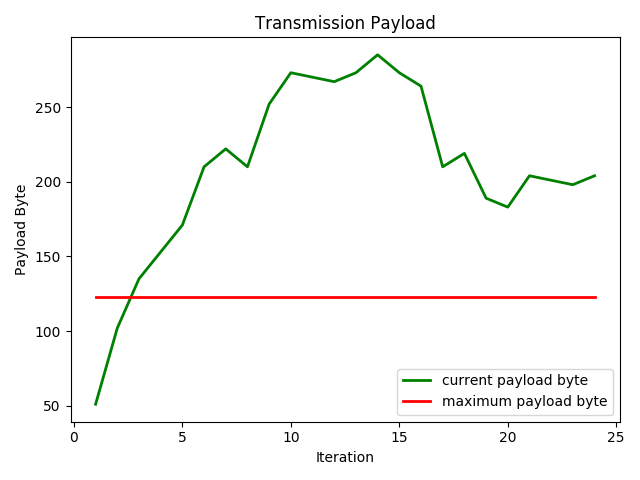 Transmission Payload
Payload Byte
250
200
150
100
50
0
5
10
15
20
25
Iteration
current payload byte
maximum payload byte